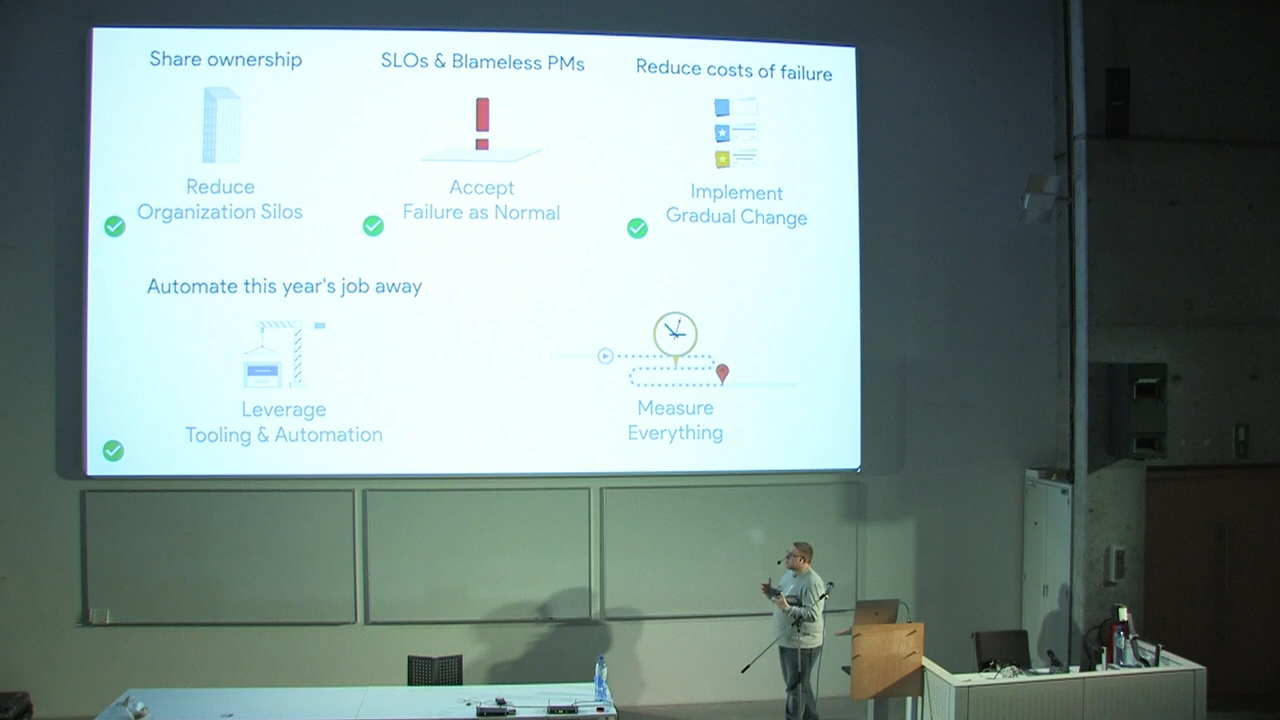 Share ownership
SLOs & Blameless PMs
Reduce costs of failure
Reduce
Organization Silos
Accept
Failure as Normal
Implement
Gradual Change
Automate this year's job away
Leverage
Tooling & Automation
Measure
Everything